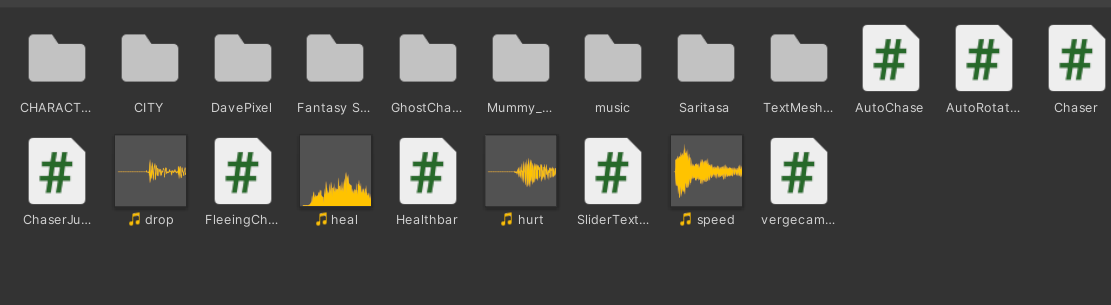 CHARACT... CITY DavePixel Fantasy S... GhostCha... Mummy_... music Saritasa TextMesh... AutoChase AutoRotat... Chaser
ChaserJu... drop FleeingCh... heal Healthbar hurt SliderText... speed vergecam...